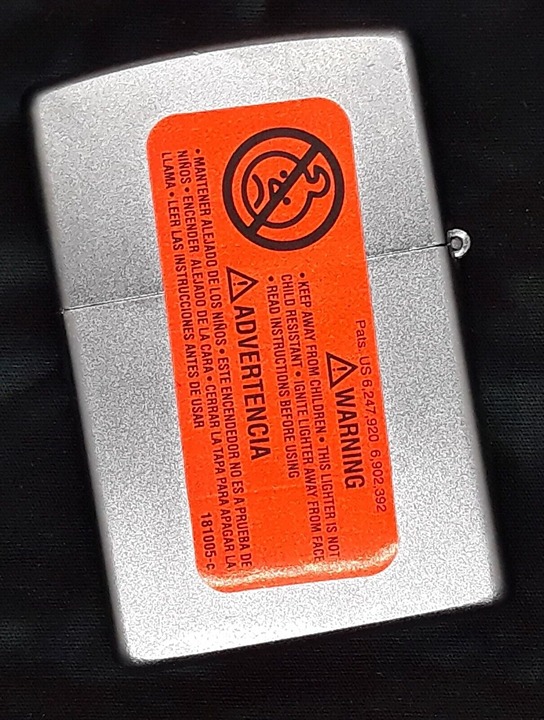 Pats. US 6,247,920 6,902,392
⚠WARNING
• KEEP AWAY FROM CHILDREN • THIS LIGHTER IS NOT
CHILD RESISTANT • IGNITE LIGHTER AWAY FROM FACE
• READ INSTRUCTIONS BEFORE USING
⚠ADVERTENCIA
• MANTENER ALEJADO DE LOS NIÑOS • ESTE ENCENDEDOR NO ES A PRUEBA DE
NIÑOS • ENCENDER ALEJADO DE LA CARA • CERRAR LA TAPA PARA APAGAR LA
LLAMA • LEER LAS INSTRUCCIONES ANTES DE USAR
181005-c